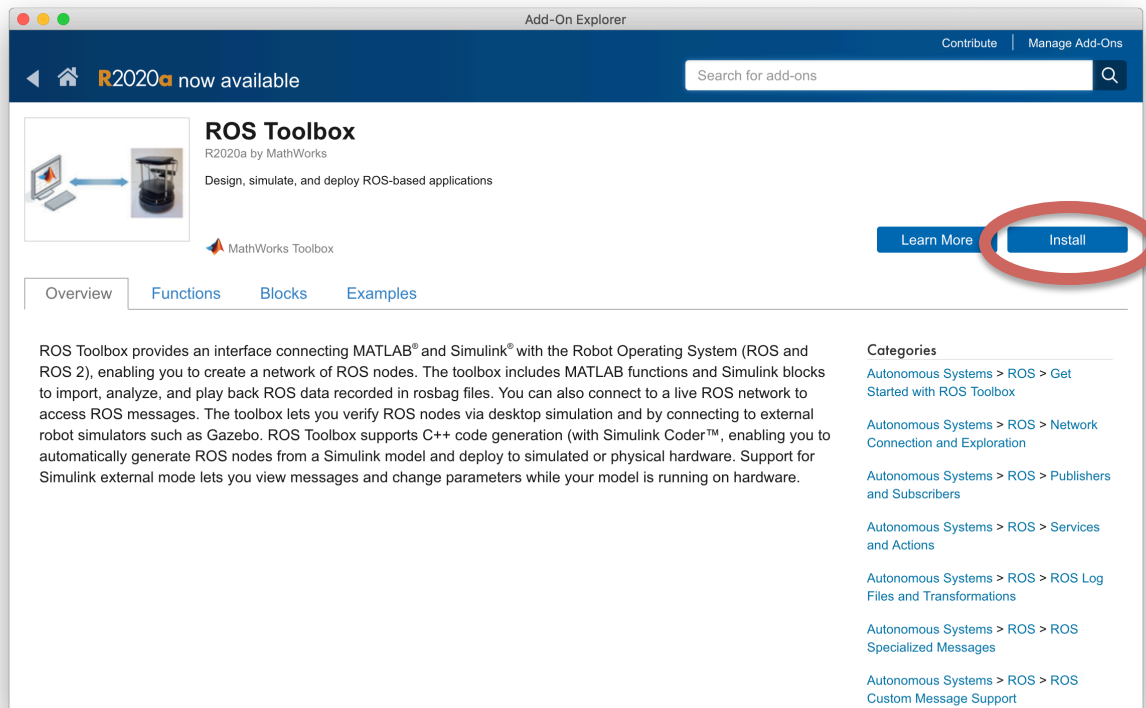 Add-On Explorer
Contribute
Manage Add-Ons
R2020a now available
Search for add-ons
ROS Toolbox
R2020a by MathWorks
Design, simulate, and deploy ROS-based applications
MathWorks Toolbox
Learn More
Install
Overview
Functions
Blocks
Examples
ROS Toolbox provides an interface connecting MATLAB® and Simulink® with the Robot Operating System (ROS and
ROS 2), enabling you to create a network of ROS nodes. The toolbox includes MATLAB functions and Simulink blocks
to import, analyze, and play back ROS data recorded in rosbag files. You can also connect to a live ROS network to
access ROS messages. The toolbox lets you verify ROS nodes via desktop simulation and by connecting to external
robot simulators such as Gazebo. ROS Toolbox supports C++ code generation (with Simulink Coder™, enabling you to
automatically generate ROS nodes from a Simulink model and deploy to simulated or physical hardware. Support for
Simulink external mode lets you view messages and change parameters while your model is running on hardware.
Categories
Autonomous Systems > ROS > Get
Started with ROS Toolbox
Autonomous Systems > ROS > Network
Connection and Exploration
Autonomous Systems > ROS > Publishers
and Subscribers
Autonomous Systems > ROS > Services
and Actions
Autonomous Systems > ROS > ROS Log
Files and Transformations
Autonomous Systems > ROS > ROS
Specialized Messages
Autonomous Systems > ROS > ROS
Custom Message Support